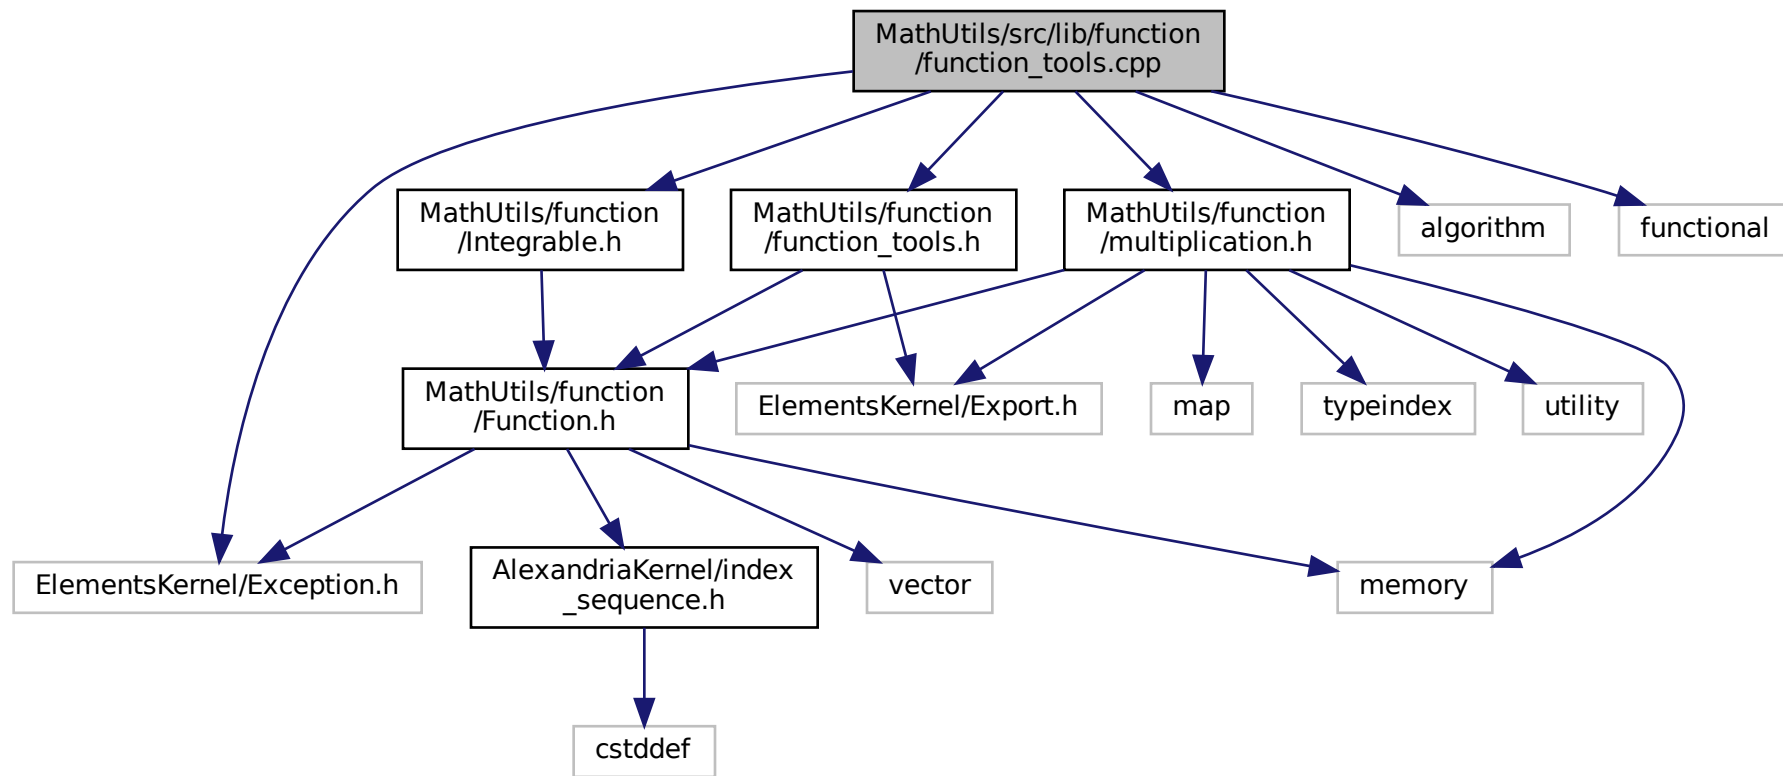 MathUtils/src/lib/function
/function_tools.cpp
MathUtils/function
/Integrable.h
MathUtils/function
/function_tools.h
MathUtils/function
/multiplication.h
algorithm
functional
MathUtils/function
/Function.h
ElementsKernel/Export.h
map
typeindex
utility
ElementsKernel/Exception.h
AlexandriaKernel/index
_sequence.h
vector
memory
cstddef